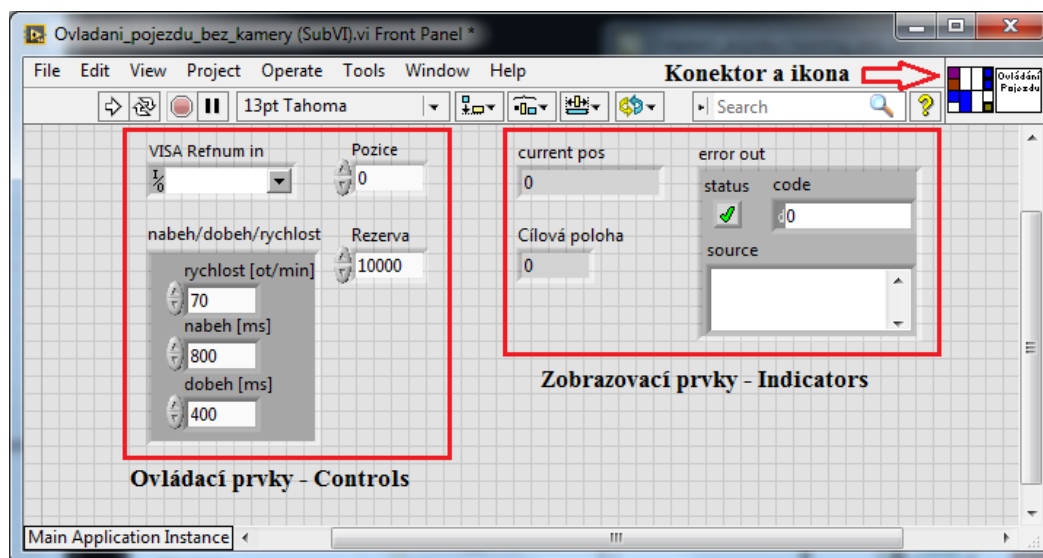 Ovladani_pojezdu_bez_kamery (SubVI).vi Front Panel *
File Edit View Project Operate Tools Window Help
Konektor a ikona
Ovládání
Pojezdu
13pt Tahoma
Search
VISA Refnum in
Pozice
0
nabeh/dobeh/rychlost
Rezerva
10000
rychlost [ot/min]
70
nabeh [ms]
800
dobeh [ms]
400
current pos
0
Cílová poloha
0
error out
status
code
d0
source
Ovládací prvky - Controls
Zobrazovací prvky - Indicators
Main Application Instance